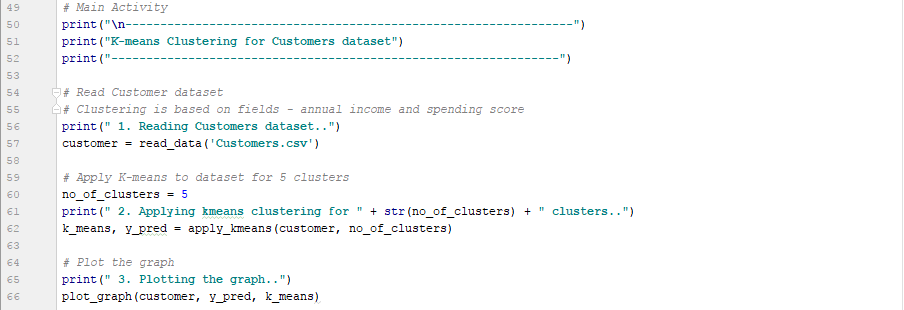 49 # Main Activity
50 print("\n----------------------------------------------------------------")
51 print("K-means Clustering for Customers dataset")
52 print("----------------------------------------------------------------")
53
54 # Read Customer dataset
55 # Clustering is based on fields - annual income and spending score
56 print(" 1. Reading Customers dataset..")
57 customer = read_data('Customers.csv')
58
59 # Apply K-means to dataset for 5 clusters
60 no_of_clusters = 5
61 print(" 2. Applying kmeans clustering for " + str(no_of_clusters) + " clusters..")
62 k_means, y_pred = apply_kmeans(customer, no_of_clusters)
63
64 # Plot the graph
65 print(" 3. Plotting the graph..")
66 plot_graph(customer, y_pred, k_means)